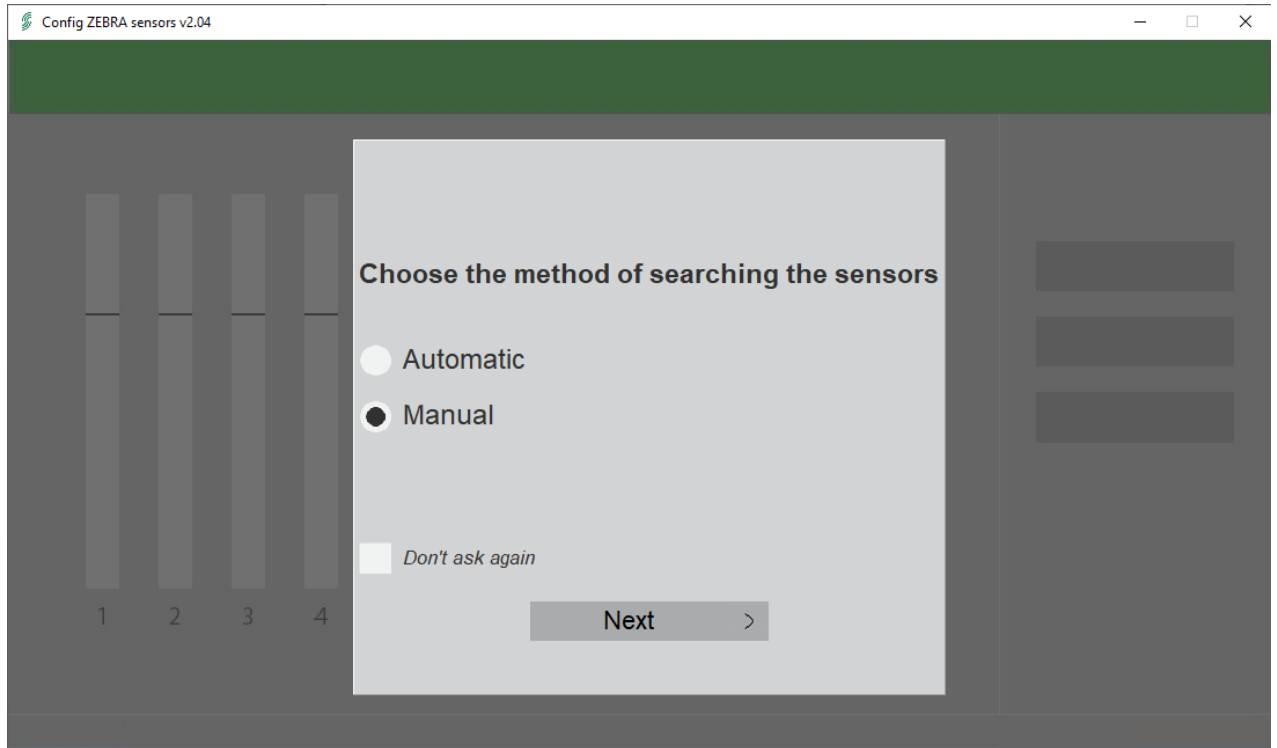 Config ZEBRA sensors v2.04
Choose the method of searching the sensors
Automatic
Manual
Don't ask again
Next
1 2 3 4